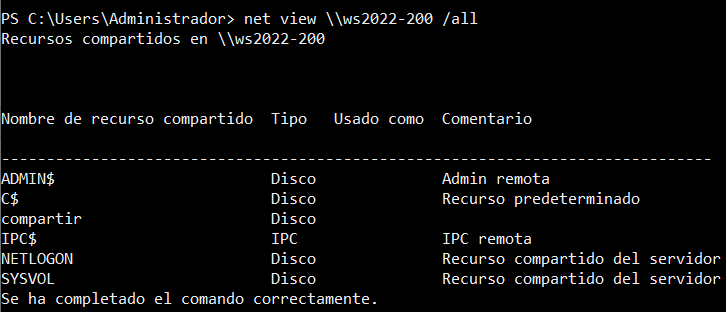 PS C:\Users\Administrador> net view \\ws2022-200 /all
Recursos compartidos en \\ws2022-200
Nombre de recurso compartido  Tipo   Usado como  Comentario
-------------------------------------------------------------------------------
ADMIN$                        Disco              Admin remota
C$                            Disco              Recurso predeterminado
compartir                     Disco
IPC$                          IPC                IPC remota
NETLOGON                      Disco              Recurso compartido del servidor
SYSVOL                        Disco              Recurso compartido del servidor
Se ha completado el comando correctamente.